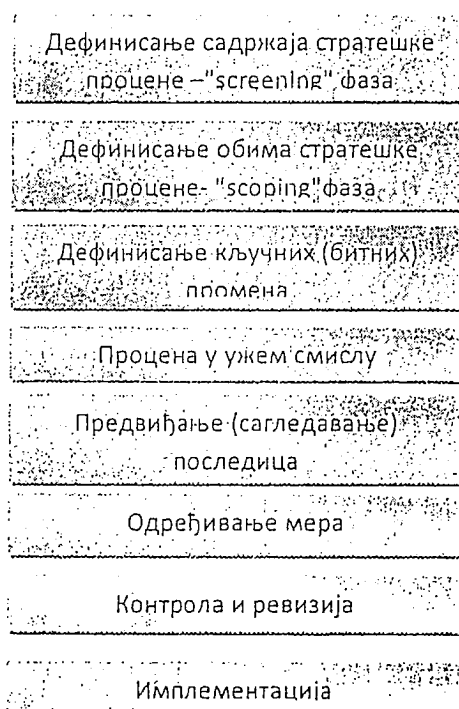 Дефинисање садржаја стратешке
процене –"screening" фаза
Дефинисање обима стратешке
процене- "scoping"фаза
Дефинисање кључних (битних)
промена
Процена у ужем смислу
Предвиђање (сагледавање)
последица
Одређивање мера
Контрола и ревизија
Имплементација